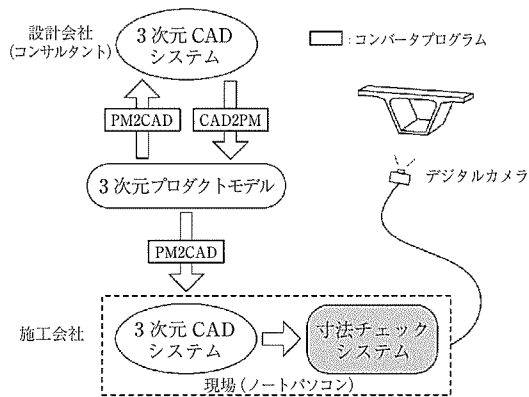 設計会社
(コンサルタント)
3次元CAD
システム
:コンバータプログラム
PM2CAD
CAD2PM
3次元プロダクトモデル
デジタルカメラ
PM2CAD
施工会社
3次元CAD
システム
寸法チェック
システム
現場(ノートパソコン)